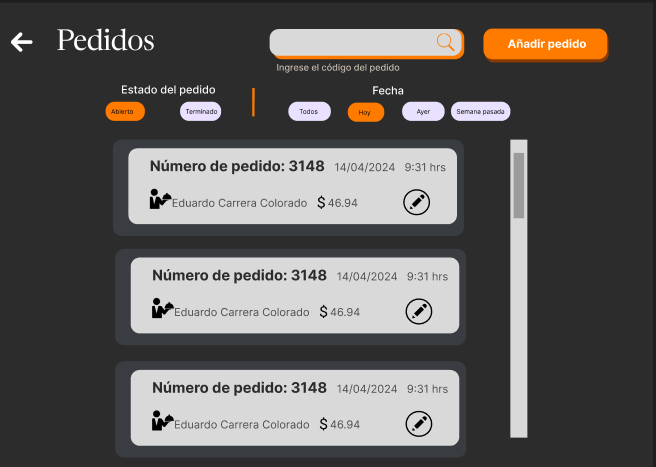 Pedidos
Añadir pedido
Ingrese el código del pedido
Estado del pedido
Fecha
Abierto
Terminado
Todos
Hoy
Ayer
Semana pasada
Número de pedido: 3148 14/04/2024 9:31 hrs
Eduardo Carrera Colorado $ 46.94
Número de pedido: 3148 14/04/2024 9:31 hrs
Eduardo Carrera Colorado $ 46.94
Número de pedido: 3148 14/04/2024 9:31 hrs
Eduardo Carrera Colorado $ 46.94